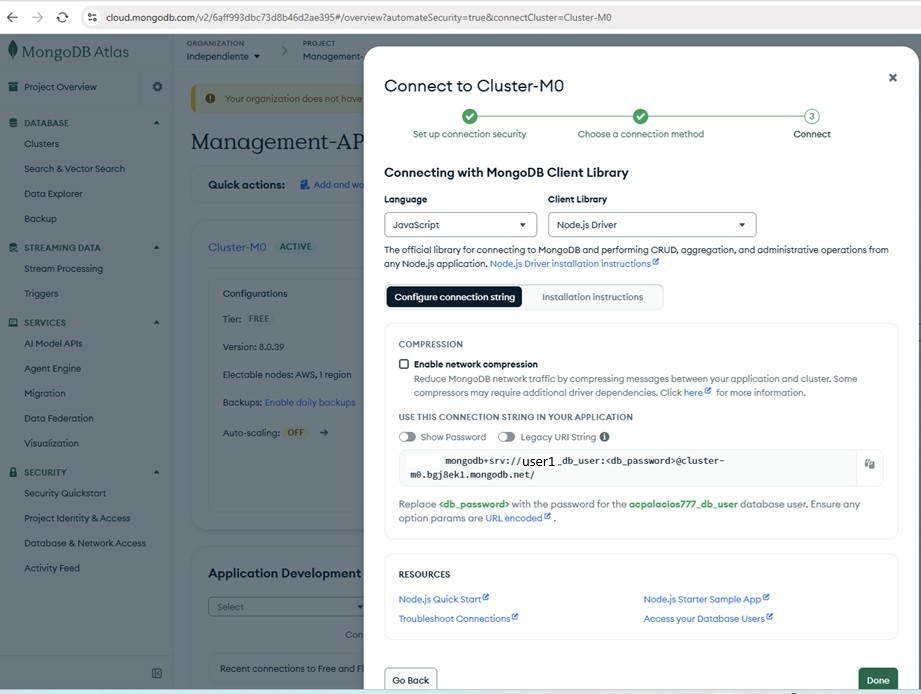 cloud.mongodb.com/v2/6aff993dbc73d8b46d2ae395#/overview?automateSecurity=true&connectCluster=Cluster-M0
MongoDB Atlas
ORGANIZATION
Independiente
PROJECT
Management-
Project Overview
DATABASE
Clusters
Search & Vector Search
Data Explorer
Backup
STREAMING DATA
Stream Processing
Triggers
SERVICES
AI Model APIs
Agent Engine
Migration
Data Federation
Visualization
SECURITY
Security Quickstart
Project Identity & Access
Database & Network Access
Activity Feed
Your organization does not have
Management-AP
Quick actions:
Add and wo
Cluster-M0
ACTIVE
Configurations
Tier: FREE
Version: 8.0.39
Electable nodes: AWS, 1 region
Backups: Enable daily backups
Auto-scaling: OFF
Application Development
Select
Con
Recent connections to Free and Fl
Connect to Cluster-M0
Set up connection security
Choose a connection method
3
Connect
Connecting with MongoDB Client Library
Language
Client Library
JavaScript
Node.js Driver
The official library for connecting to MongoDB and performing CRUD, aggregation, and administrative operations from
any Node.js application. Node.js Driver installation instructions
Configure connection string
Installation instructions
COMPRESSION
Enable network compression
Reduce MongoDB network traffic by compressing messages between your application and cluster. Some
compressors may require additional driver dependencies. Click here for more information.
USE THIS CONNECTION STRING IN YOUR APPLICATION
Show Password
Legacy URI String
mongodb+srv://user1_db_user:<db_password>@cluster-
m0.bgj8ek1.mongodb.net/
Replace <db_password> with the password for the acpalacios777_db_user database user. Ensure any
option params are URL encoded.
RESOURCES
Node.js Quick Start
Node.js Starter Sample App
Troubleshoot Connections
Access your Database Users
Go Back
Done